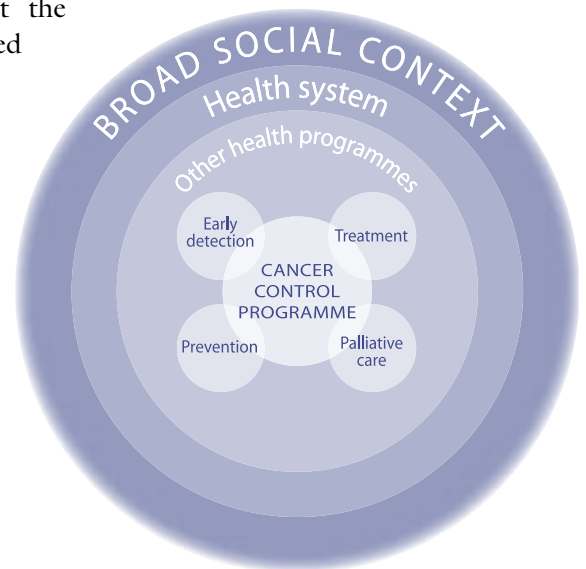 t the
ed
BROAD SOCIAL CONTEXT
Health system
Other health programmes
Early
detection
Treatment
CANCER
CONTROL
PROGRAMME
Prevention
Palliative
care